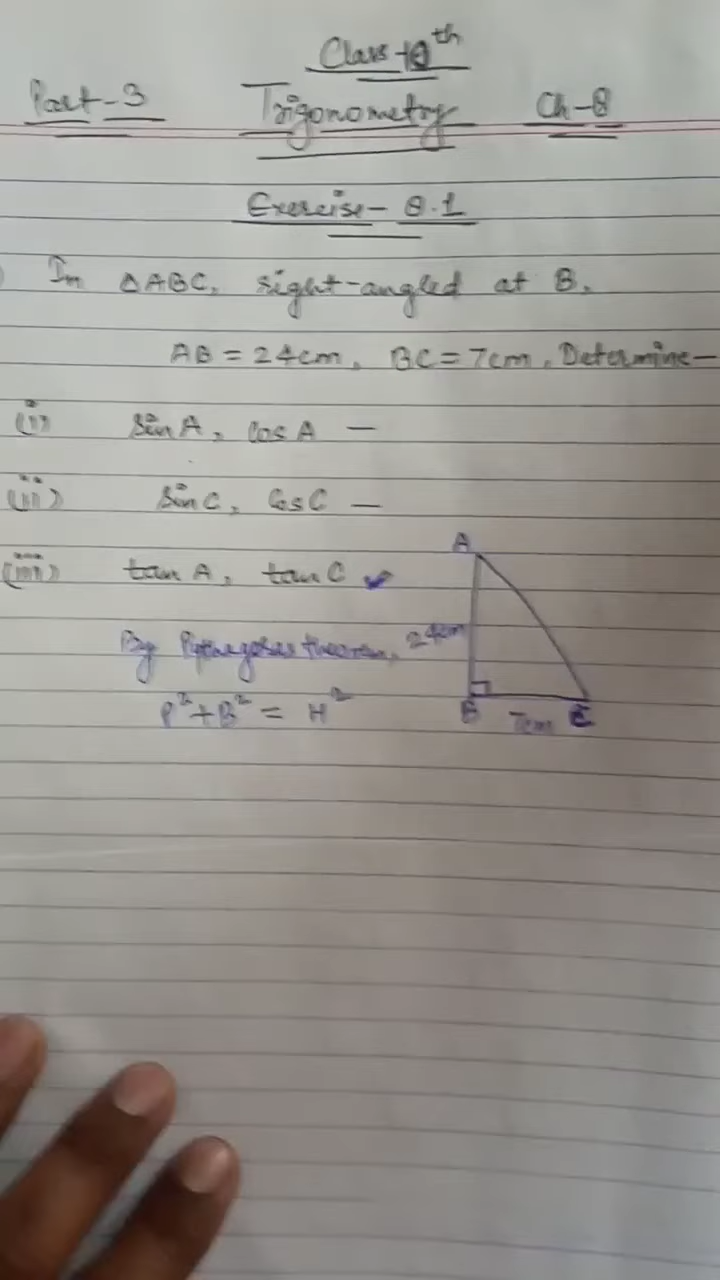 Class-10th
Part-3 Trigonometry Ch-8
Exercise-8.1
In △ABC, right-angled at B,
AB = 24cm, BC = 7cm. Determine—
(i) Sin A, Cos A —
(ii) Sin C, Cos C —
(iii) tan A, tan C
A
By Pythagoras theorem, 24cm
P²+B² = H²
B 7cm C